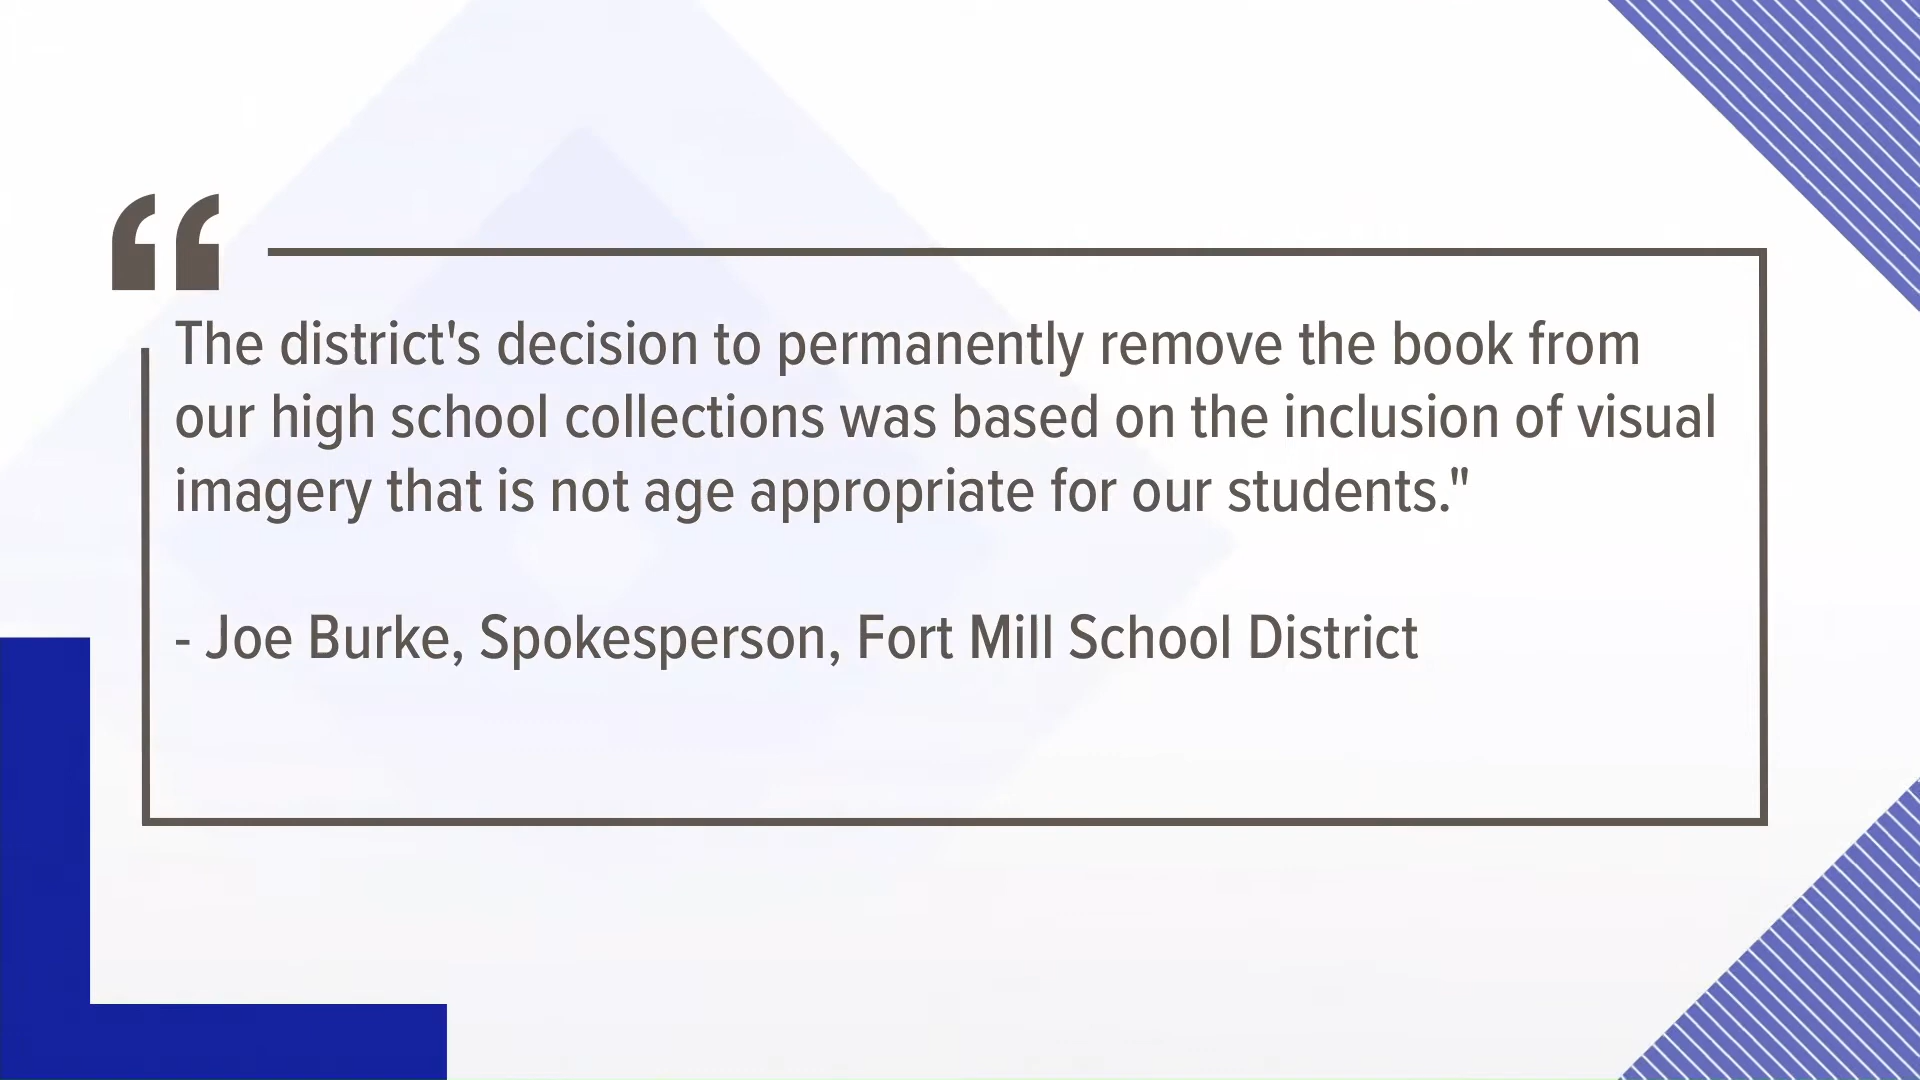 “
The district's decision to permanently remove the book from
our high school collections was based on the inclusion of visual
imagery that is not age appropriate for our students."
- Joe Burke, Spokesperson, Fort Mill School District